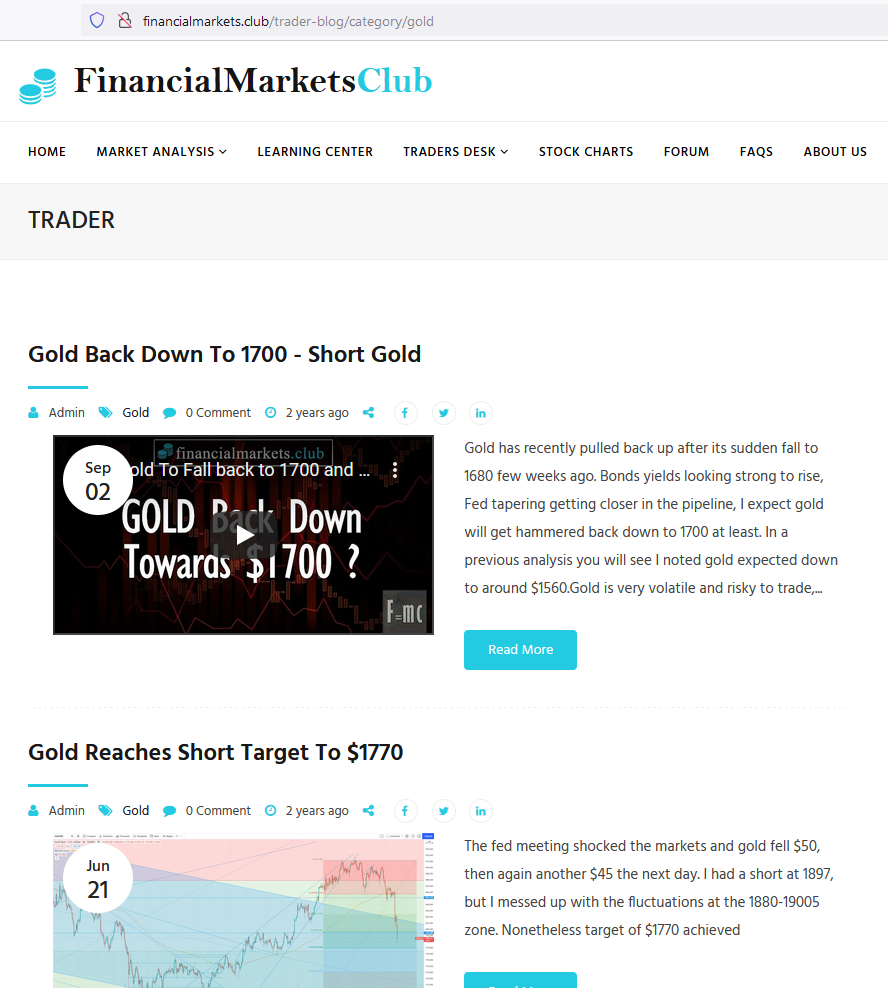 financialmarkets.club/trader-blog/category/gold
FinancialMarketsClub
HOME MARKET ANALYSIS LEARNING CENTER TRADERS DESK STOCK CHARTS FORUM FAQS ABOUT US
TRADER
Gold Back Down To 1700 - Short Gold
Admin Gold 0 Comment 2 years ago
financialmarkets.club
Sep
02
old To Fall back to 1700 and ...
GOLD Back Down
Towards $1700 ?
F=mc
Gold has recently pulled back up after its sudden fall to
1680 few weeks ago. Bonds yields looking strong to rise,
Fed tapering getting closer in the pipeline, I expect gold
will get hammered back down to 1700 at least. In a
previous analysis you will see I noted gold expected down
to around $1560.Gold is very volatile and risky to trade,...
Read More
Gold Reaches Short Target To $1770
Admin Gold 0 Comment 2 years ago
Jun
21
The fed meeting shocked the markets and gold fell $50,
then again another $45 the next day. I had a short at 1897,
but I messed up with the fluctuations at the 1880-19005
zone. Nonetheless target of $1770 achieved